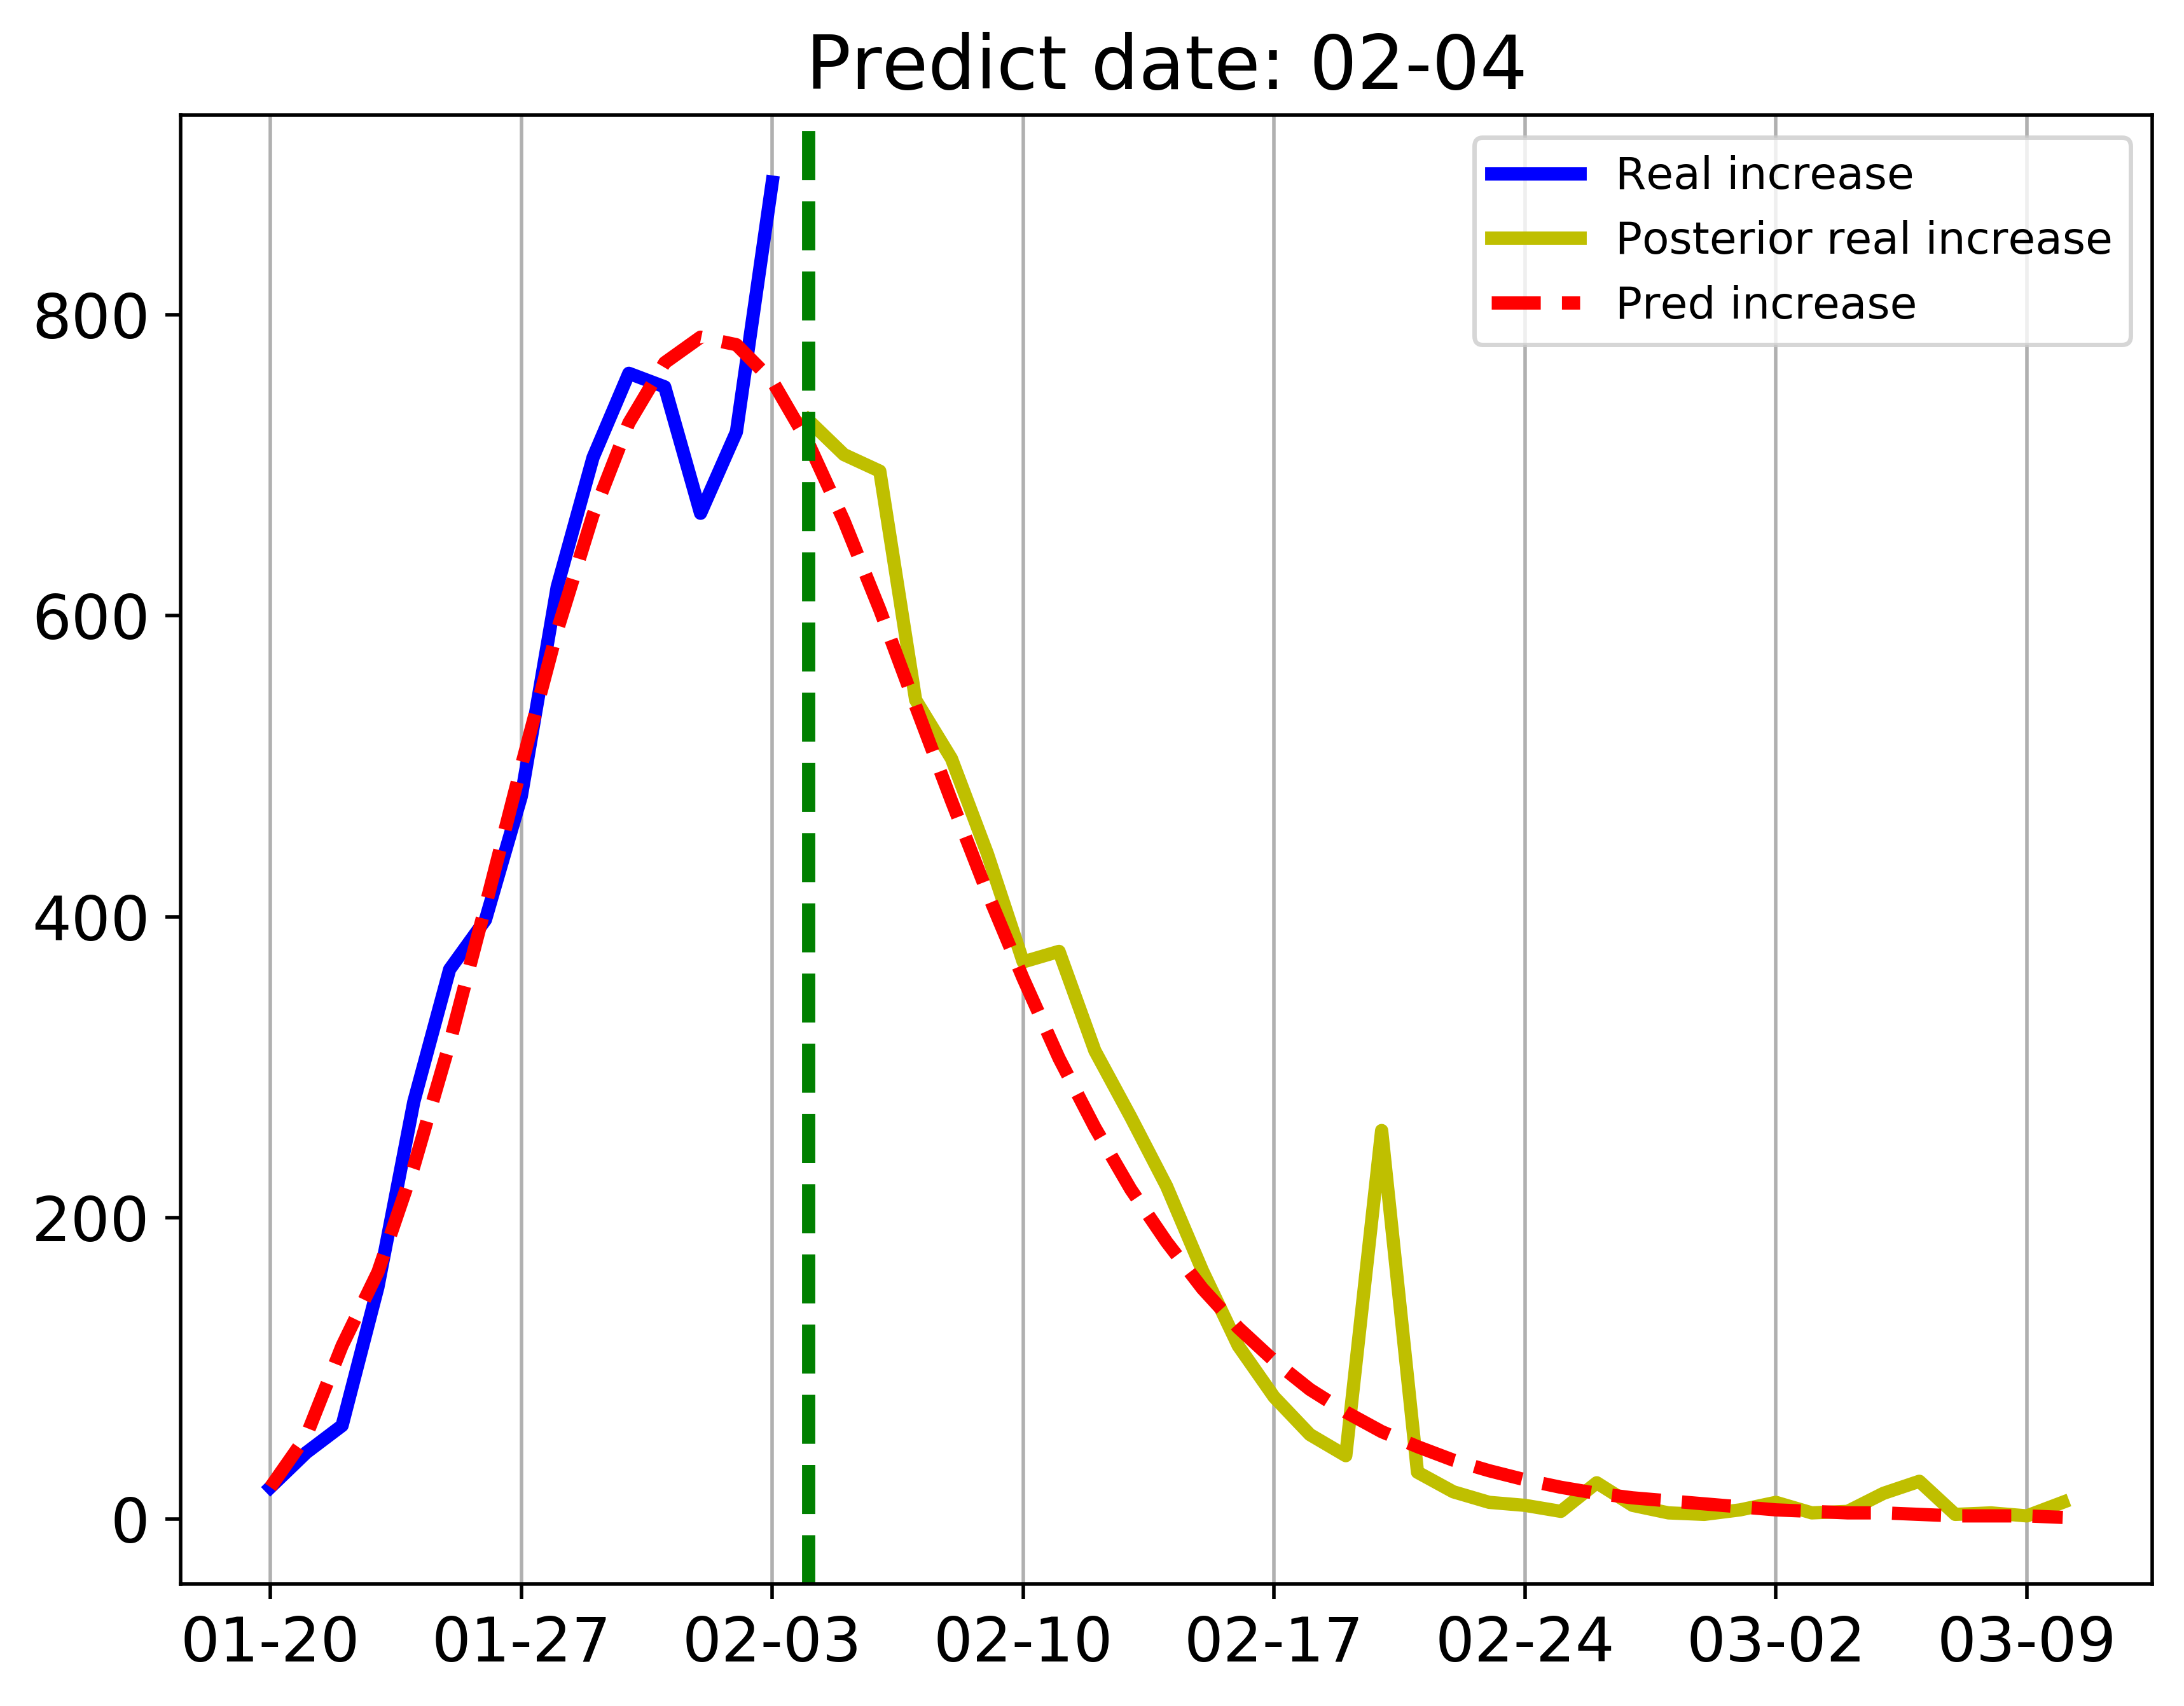 Predict date: 02-04
Real increase
Posterior real increase
Pred increase
800
600
400
200
0
01-20 01-27 02-03 02-10 02-17 02-24 03-02 03-09